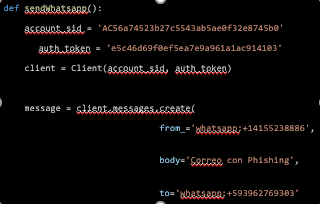 def sendWhatsapp():
account_sid = 'AC56a74523b27c5543ab5ae0f32e8745b0'
auth_token = 'e5c46d69f0ef5ea7e9a961a1ac914103'
client = Client(account_sid, auth_token)
message = client.messages.create(
from_='whatsapp:+14155238886',
body='Correo con Phishing',
to='whatsapp:+593962769303'